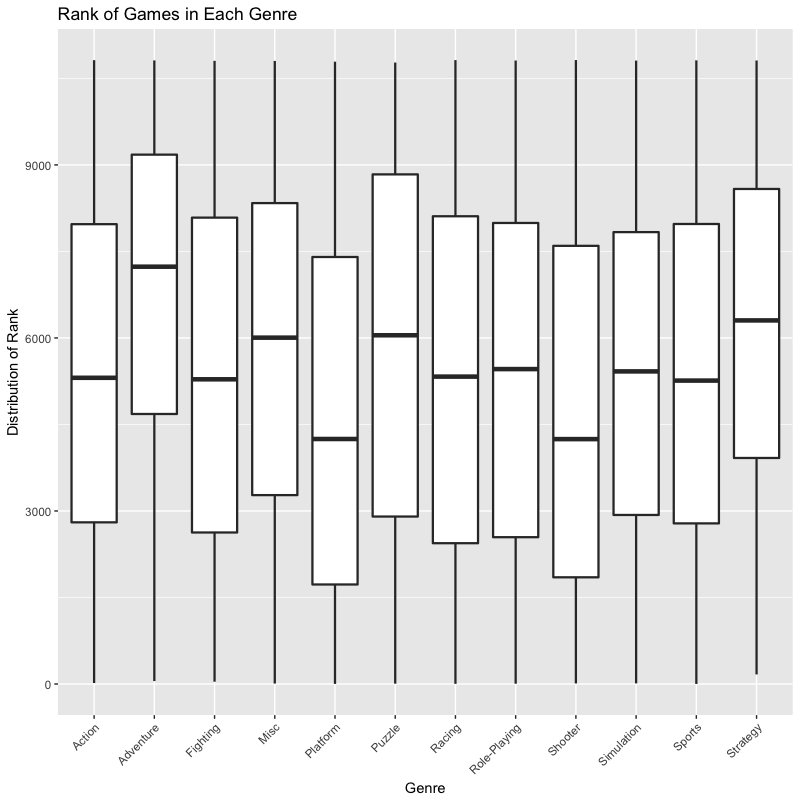 Rank of Games in Each Genre
Distribution of Rank
9000
6000
3000
0
Action
Adventure
Fighting
Misc
Platform
Puzzle
Racing
Role-Playing
Shooter
Simulation
Sports
Strategy
Genre